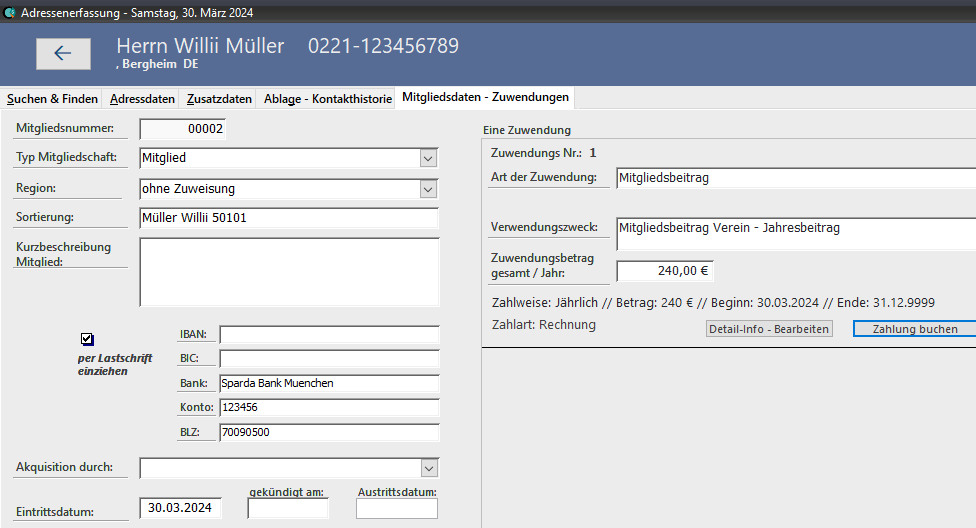 Adressenerfassung - Samstag, 30. März 2024
Herrn Willii Müller 0221-123456789
, Bergheim DE
Suchen & Finden Adressdaten Zusatzdaten Ablage - Kontakthistorie Mitgliedsdaten - Zuwendungen
Mitgliedsnummer: 00002
Typ Mitgliedschaft: Mitglied
Region: ohne Zuweisung
Sortierung: Müller Willii 50101
Kurzbeschreibung
Mitglied:
per Lastschrift
einziehen
IBAN:
BIC:
Bank: Sparda Bank Muenchen
Konto: 123456
BLZ: 70090500
Akquisition durch:
gekündigt am: Austrittsdatum:
Eintrittsdatum: 30.03.2024
Eine Zuwendung
Zuwendungs Nr.: 1
Art der Zuwendung: Mitgliedsbeitrag
Verwendungszweck: Mitgliedsbeitrag Verein - Jahresbeitrag
Zuwendungsbetrag
gesamt / Jahr: 240,00 €
Zahlweise: Jährlich // Betrag: 240 € // Beginn: 30.03.2024 // Ende: 31.12.9999
Zahlart: Rechnung
Detail-Info - Bearbeiten Zahlung buchen